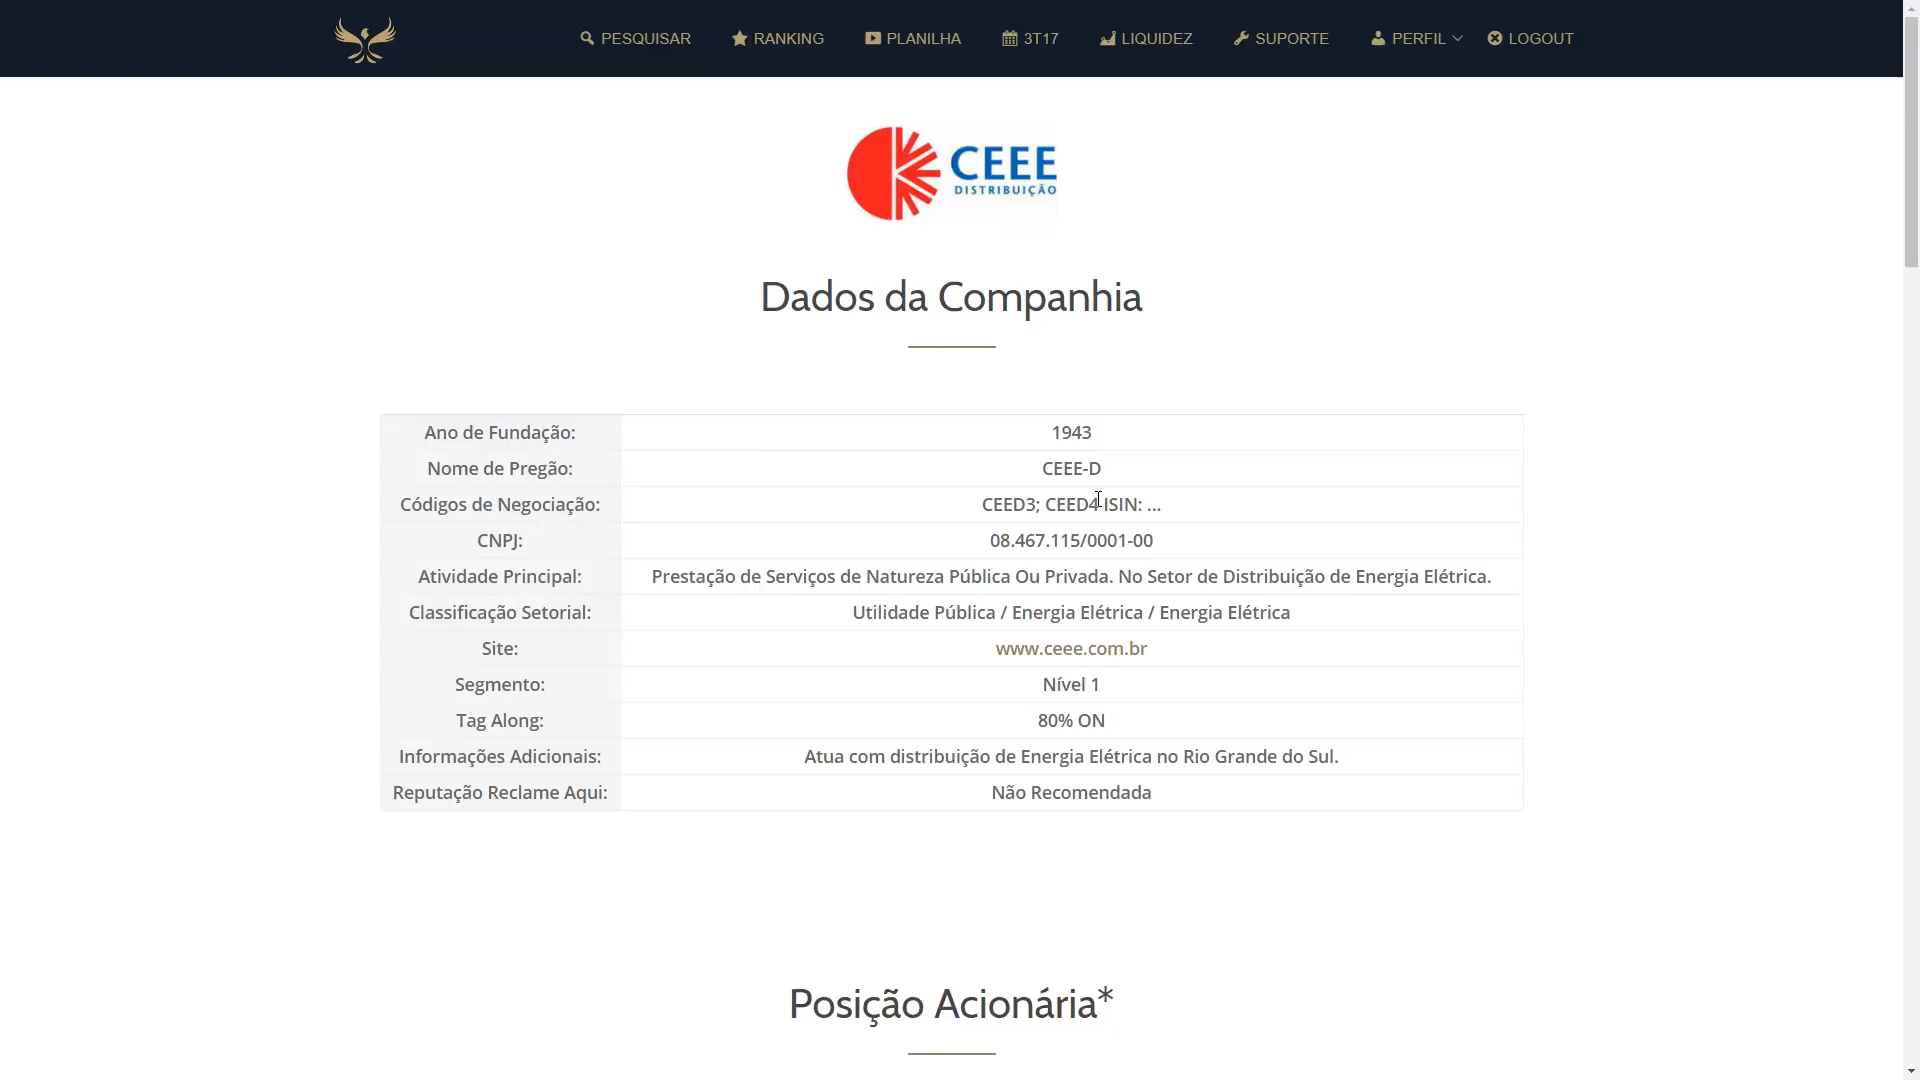 PESQUISAR RANKING PLANILHA 3T17 LIQUIDEZ SUPORTE PERFIL LOGOUT
CEEE
DISTRIBUIÇÃO
Dados da Companhia
Ano de Fundação: 1943
Nome de Pregão: CEEE-D
Códigos de Negociação: CEED3; CEED4 ISIN: ...
CNPJ: 08.467.115/0001-00
Atividade Principal: Prestação de Serviços de Natureza Pública Ou Privada. No Setor de Distribuição de Energia Elétrica.
Classificação Setorial: Utilidade Pública / Energia Elétrica / Energia Elétrica
Site: www.ceee.com.br
Segmento: Nível 1
Tag Along: 80% ON
Informações Adicionais: Atua com distribuição de Energia Elétrica no Rio Grande do Sul.
Reputação Reclame Aqui: Não Recomendada
Posição Acionária*